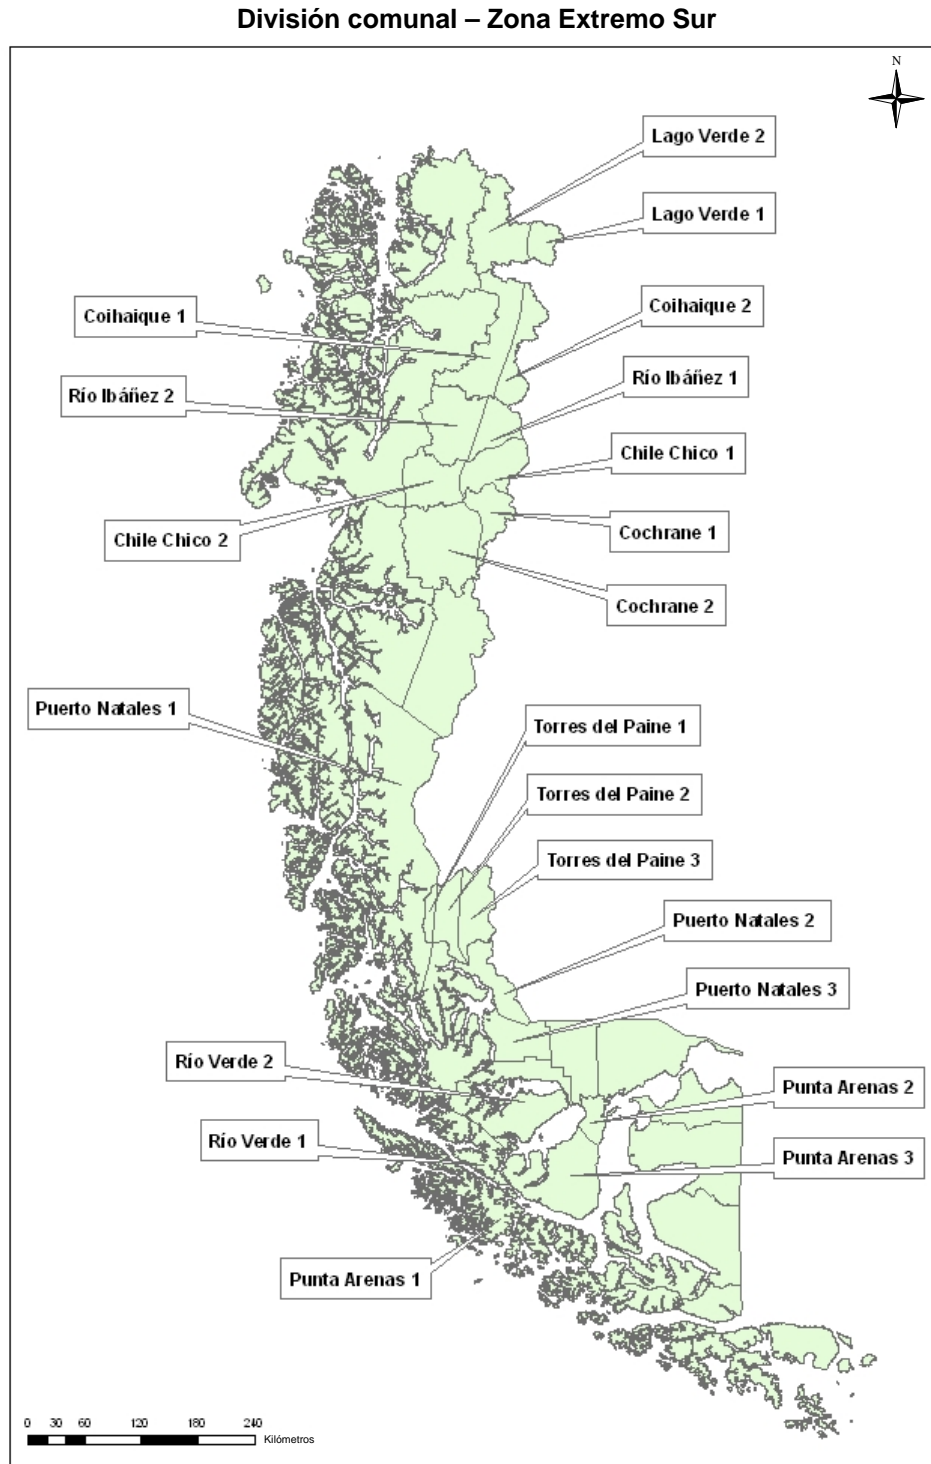 División comunal – Zona Extremo Sur
N
Lago Verde 2
Lago Verde 1
Coihaique 2
Coihaique 1
Río Ibáñez 1
Río Ibáñez 2
Chile Chico 1
Cochrane 1
Chile Chico 2
Cochrane 2
Puerto Natales 1
Torres del Paine 1
Torres del Paine 2
Torres del Paine 3
Puerto Natales 2
Puerto Natales 3
Río Verde 2
Punta Arenas 2
Río Verde 1
Punta Arenas 3
Punta Arenas 1
0 30 60 120 180 240
Kilómetros